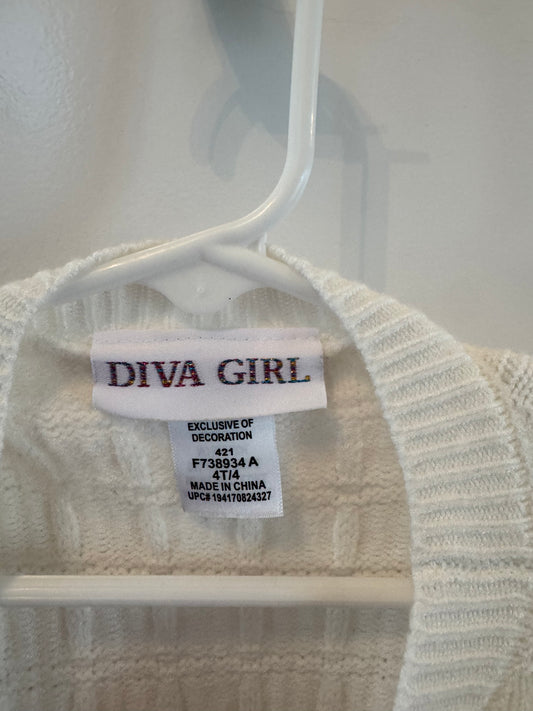 DIVA GIRL
EXCLUSIVE OF
DECORATION
421
F738934 A
4T/4
MADE IN CHINA
UPC# 194170824327